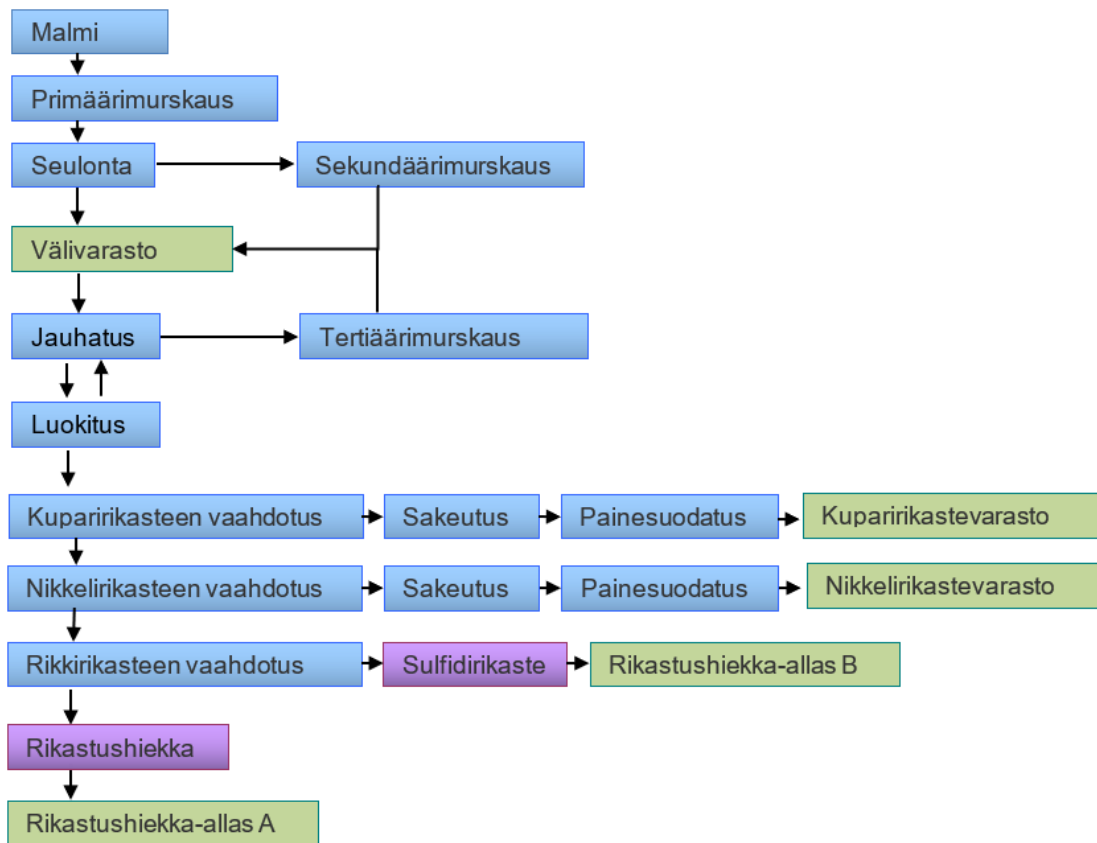 Malmi
Primäärimurskaus
Seulonta
Sekundäärimurskaus
Välivarasto
Jauhatus
Tertiäärimurskaus
Luokitus
Kuparirikasteen vaahdotus
Sakeutus
Painesuodatus
Kuparirikastevarasto
Nikkelirikasteen vaahdotus
Sakeutus
Painesuodatus
Nikkelirikastevarasto
Rikkirikasteen vaahdotus
Sulfidirikaste
Rikastushiekka-allas B
Rikastushiekka
Rikastushiekka-allas A